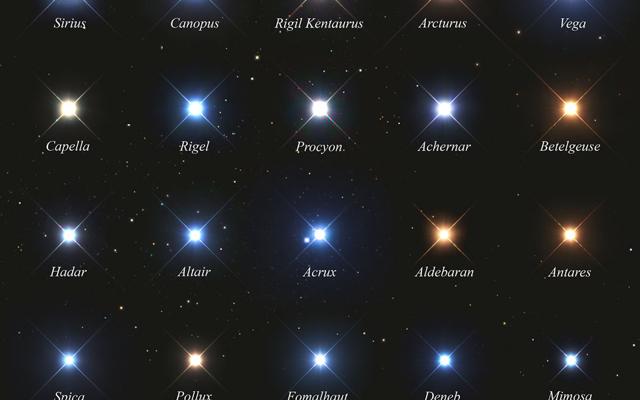 Sirius
Canopus
Rigil Kentaurus
Arcturus
Vega
Capella
Rigel
Procyon
Achernar
Betelgeuse
Hadar
Altair
Acrux
Aldebaran
Antares
Spica
Pollux
Fomalhaut
Deneb
Mimosa